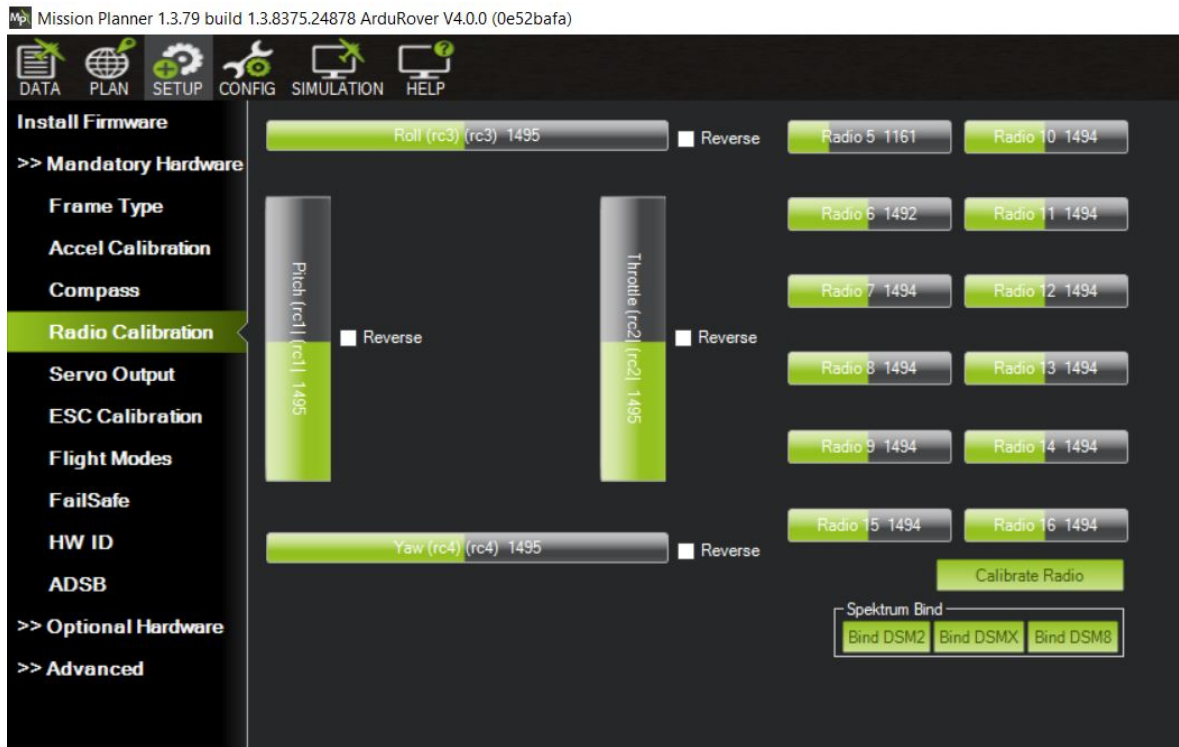 Mission Planner 1.3.79 build 1.3.8375.24878 ArduRover V4.0.0 (0e52bafa)
DATA PLAN SETUP CONFIG SIMULATION HELP
Install Firmware
>> Mandatory Hardware
Frame Type
Accel Calibration
Compass
Radio Calibration
Servo Output
ESC Calibration
Flight Modes
FailSafe
HW ID
ADSB
>> Optional Hardware
>> Advanced
Roll (rc3) (rc3) 1495
Reverse
Pitch (rc1) (rc1) 1495
Reverse
Throttle (rc2) (rc2) 1495
Reverse
Yaw (rc4) (rc4) 1495
Reverse
Radio 5 1161
Radio 10 1494
Radio 6 1492
Radio 11 1494
Radio 7 1494
Radio 12 1494
Radio 8 1494
Radio 13 1494
Radio 9 1494
Radio 14 1494
Radio 15 1494
Radio 16 1494
Calibrate Radio
Spektrum Bind
Bind DSM2 Bind DSMX Bind DSM8